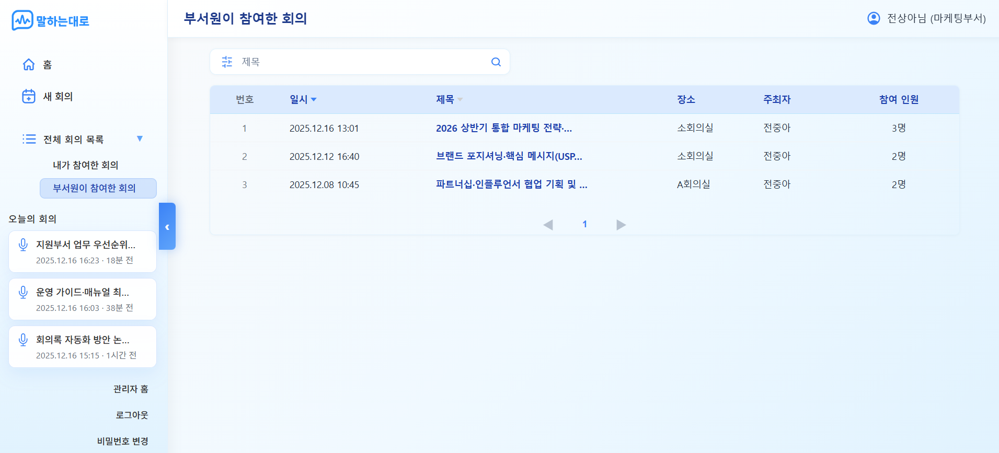 말하는대로
홈
새 회의
전체 회의 목록 ▼
내가 참여한 회의
부서원이 참여한 회의
오늘의 회의
지원부서 업무 우선순위...
2025.12.16 16:23 · 18분 전
운영 가이드·매뉴얼 최...
2025.12.16 16:03 · 38분 전
회의록 자동화 방안 논...
2025.12.16 15:15 · 1시간 전
관리자 홈
로그아웃
비밀번호 변경
‹
부서원이 참여한 회의
전상아님 (마케팅부서)
제목
번호 일시 제목 장소 주최자 참여 인원
1 2025.12.16 13:01 2026 상반기 통합 마케팅 전략·... 소회의실 전중아 3명
2 2025.12.12 16:40 브랜드 포지셔닝·핵심 메시지(USP... 소회의실 전중아 2명
3 2025.12.08 10:45 파트너십·인플루언서 협업 기획 및 ... A회의실 전중아 2명
◀ 1 ▶